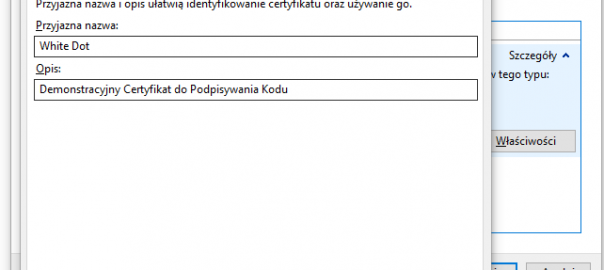 Przyjazna nazwa i opis ułatwią identyfikowanie certyfikatu oraz używanie go.
Przyjazna nazwa:
White Dot
Opis:
Demonstracyjny Certyfikat do Podpisywania Kodu
Szczegóły
w tego typu:
Właściwości